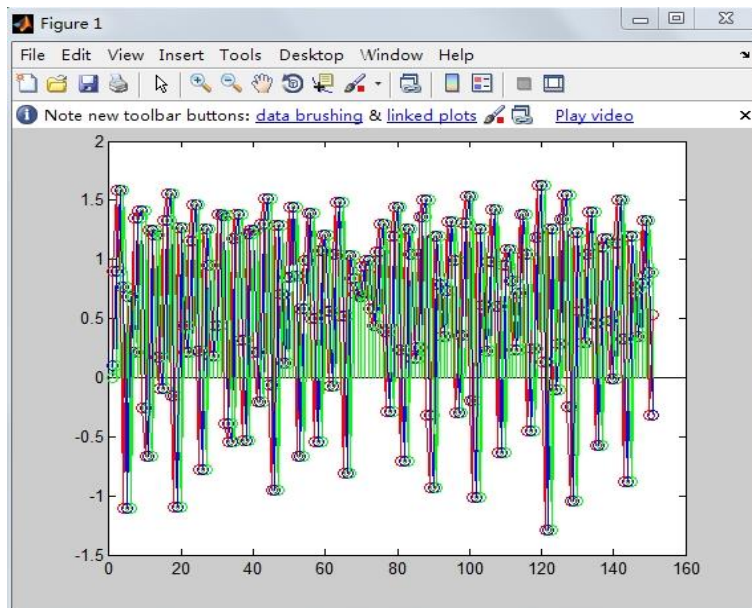 Figure 1
File Edit View Insert Tools Desktop Window Help
Note new toolbar buttons: data brushing & linked plots Play video
2
1.5
1
0.5
0
-0.5
-1
-1.5
0 20 40 60 80 100 120 140 160